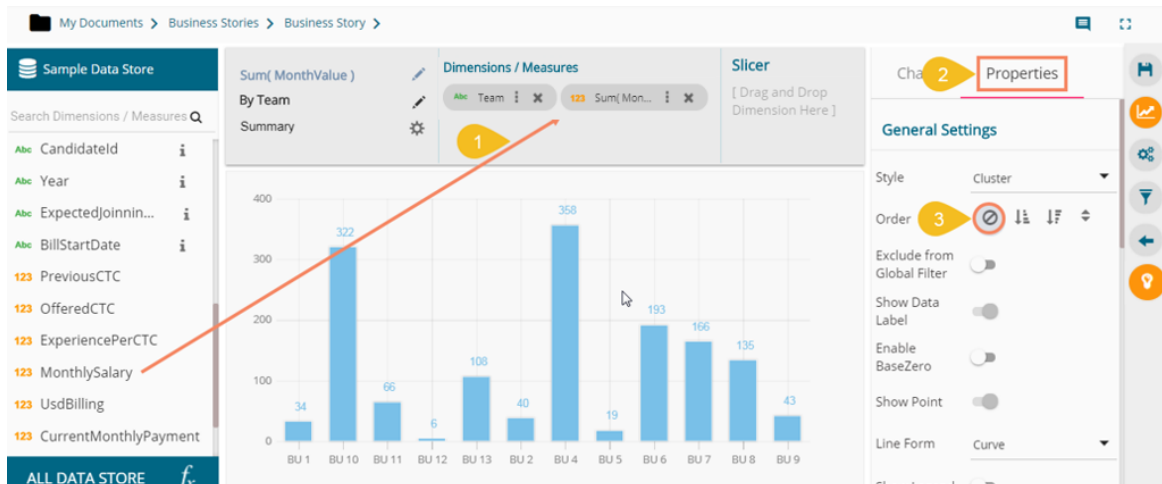 My Documents > Business Stories > Business Story >
Sample Data Store
Search Dimensions / Measures
Abc CandidateId i
Abc Year i
Abc ExpectedJoinnin... i
Abc BillStartDate i
123 PreviousCTC
123 OfferedCTC
123 ExperiencePerCTC
123 MonthlySalary
123 UsdBilling
123 CurrentMonthlyPayment
ALL DATA STORE fx
Sum( MonthValue )
By Team
Summary
Dimensions / Measures
Abc Team
123 Sum( Mon...
1
Slicer
[ Drag and Drop
Dimension Here ]
400
300
200
100
0
34
322
66
6
108
40
358
19
193
166
135
43
BU 1 BU 10 BU 11 BU 12 BU 13 BU 2 BU 4 BU 5 BU 6 BU 7 BU 8 BU 9
2 Properties
General Settings
Style Cluster
Order 3
Exclude from
Global Filter
Show Data
Label
Enable
BaseZero
Show Point
Line Form Curve